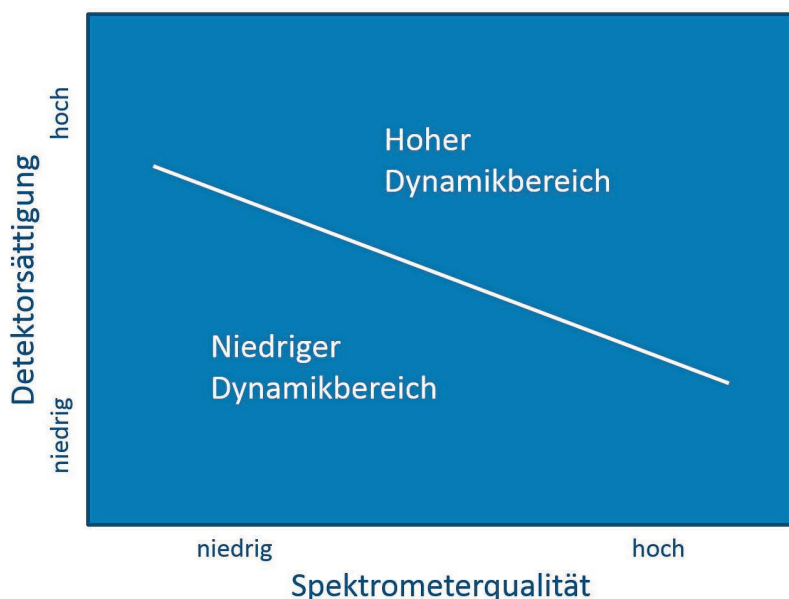 Detektorsättigung
hoch
niedrig
Hoher
Dynamikbereich
Niedriger
Dynamikbereich
niedrig
hoch
Spektrometerqualität